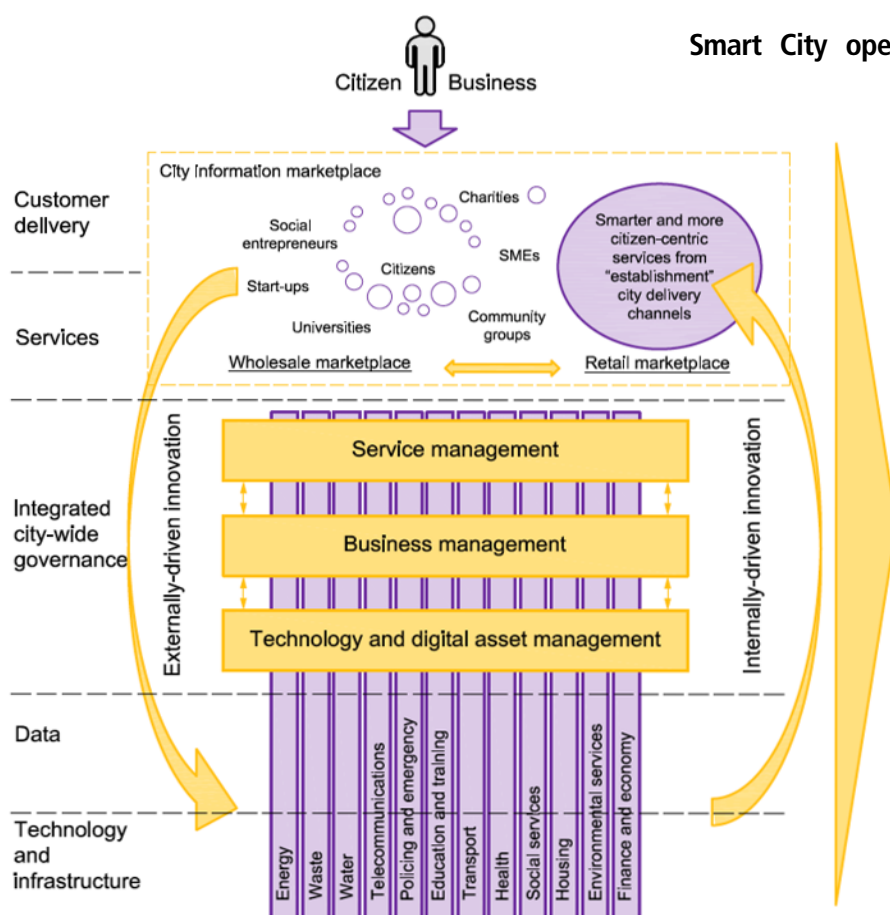 Smart City ope
Citizen Business
City information marketplace
Customer
delivery
Charities
Social
entrepreneurs
SMEs
Citizens
Start-ups
Universities
Community
groups
Smarter and more
citizen-centric
services from
“establishment”
city delivery
channels
Services
Wholesale marketplace
Retail marketplace
Integrated
city-wide
governance
Externally-driven innovation
Service management
Business management
Technology and digital asset management
Internally-driven innovation
Data
Technology
and
infrastructure
Energy
Waste
Water
Telecommunications
Policing and emergency
Education and training
Transport
Health
Social services
Housing
Environmental services
Finance and economy